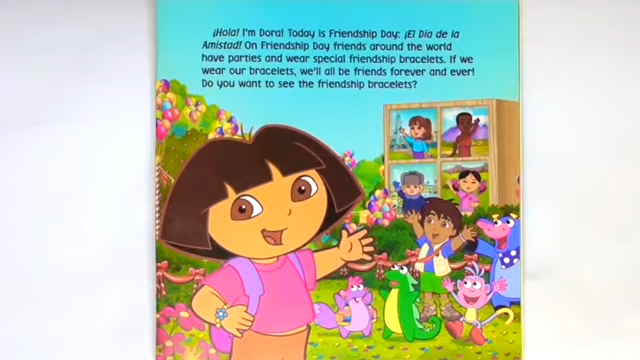 ¡Hola! I'm Dora! Today is Friendship Day: ¡El Día de la
Amistad! On Friendship Day friends around the world
have parties and wear special friendship bracelets. If we
wear our bracelets, we'll all be friends forever and ever!
Do you want to see the friendship bracelets?